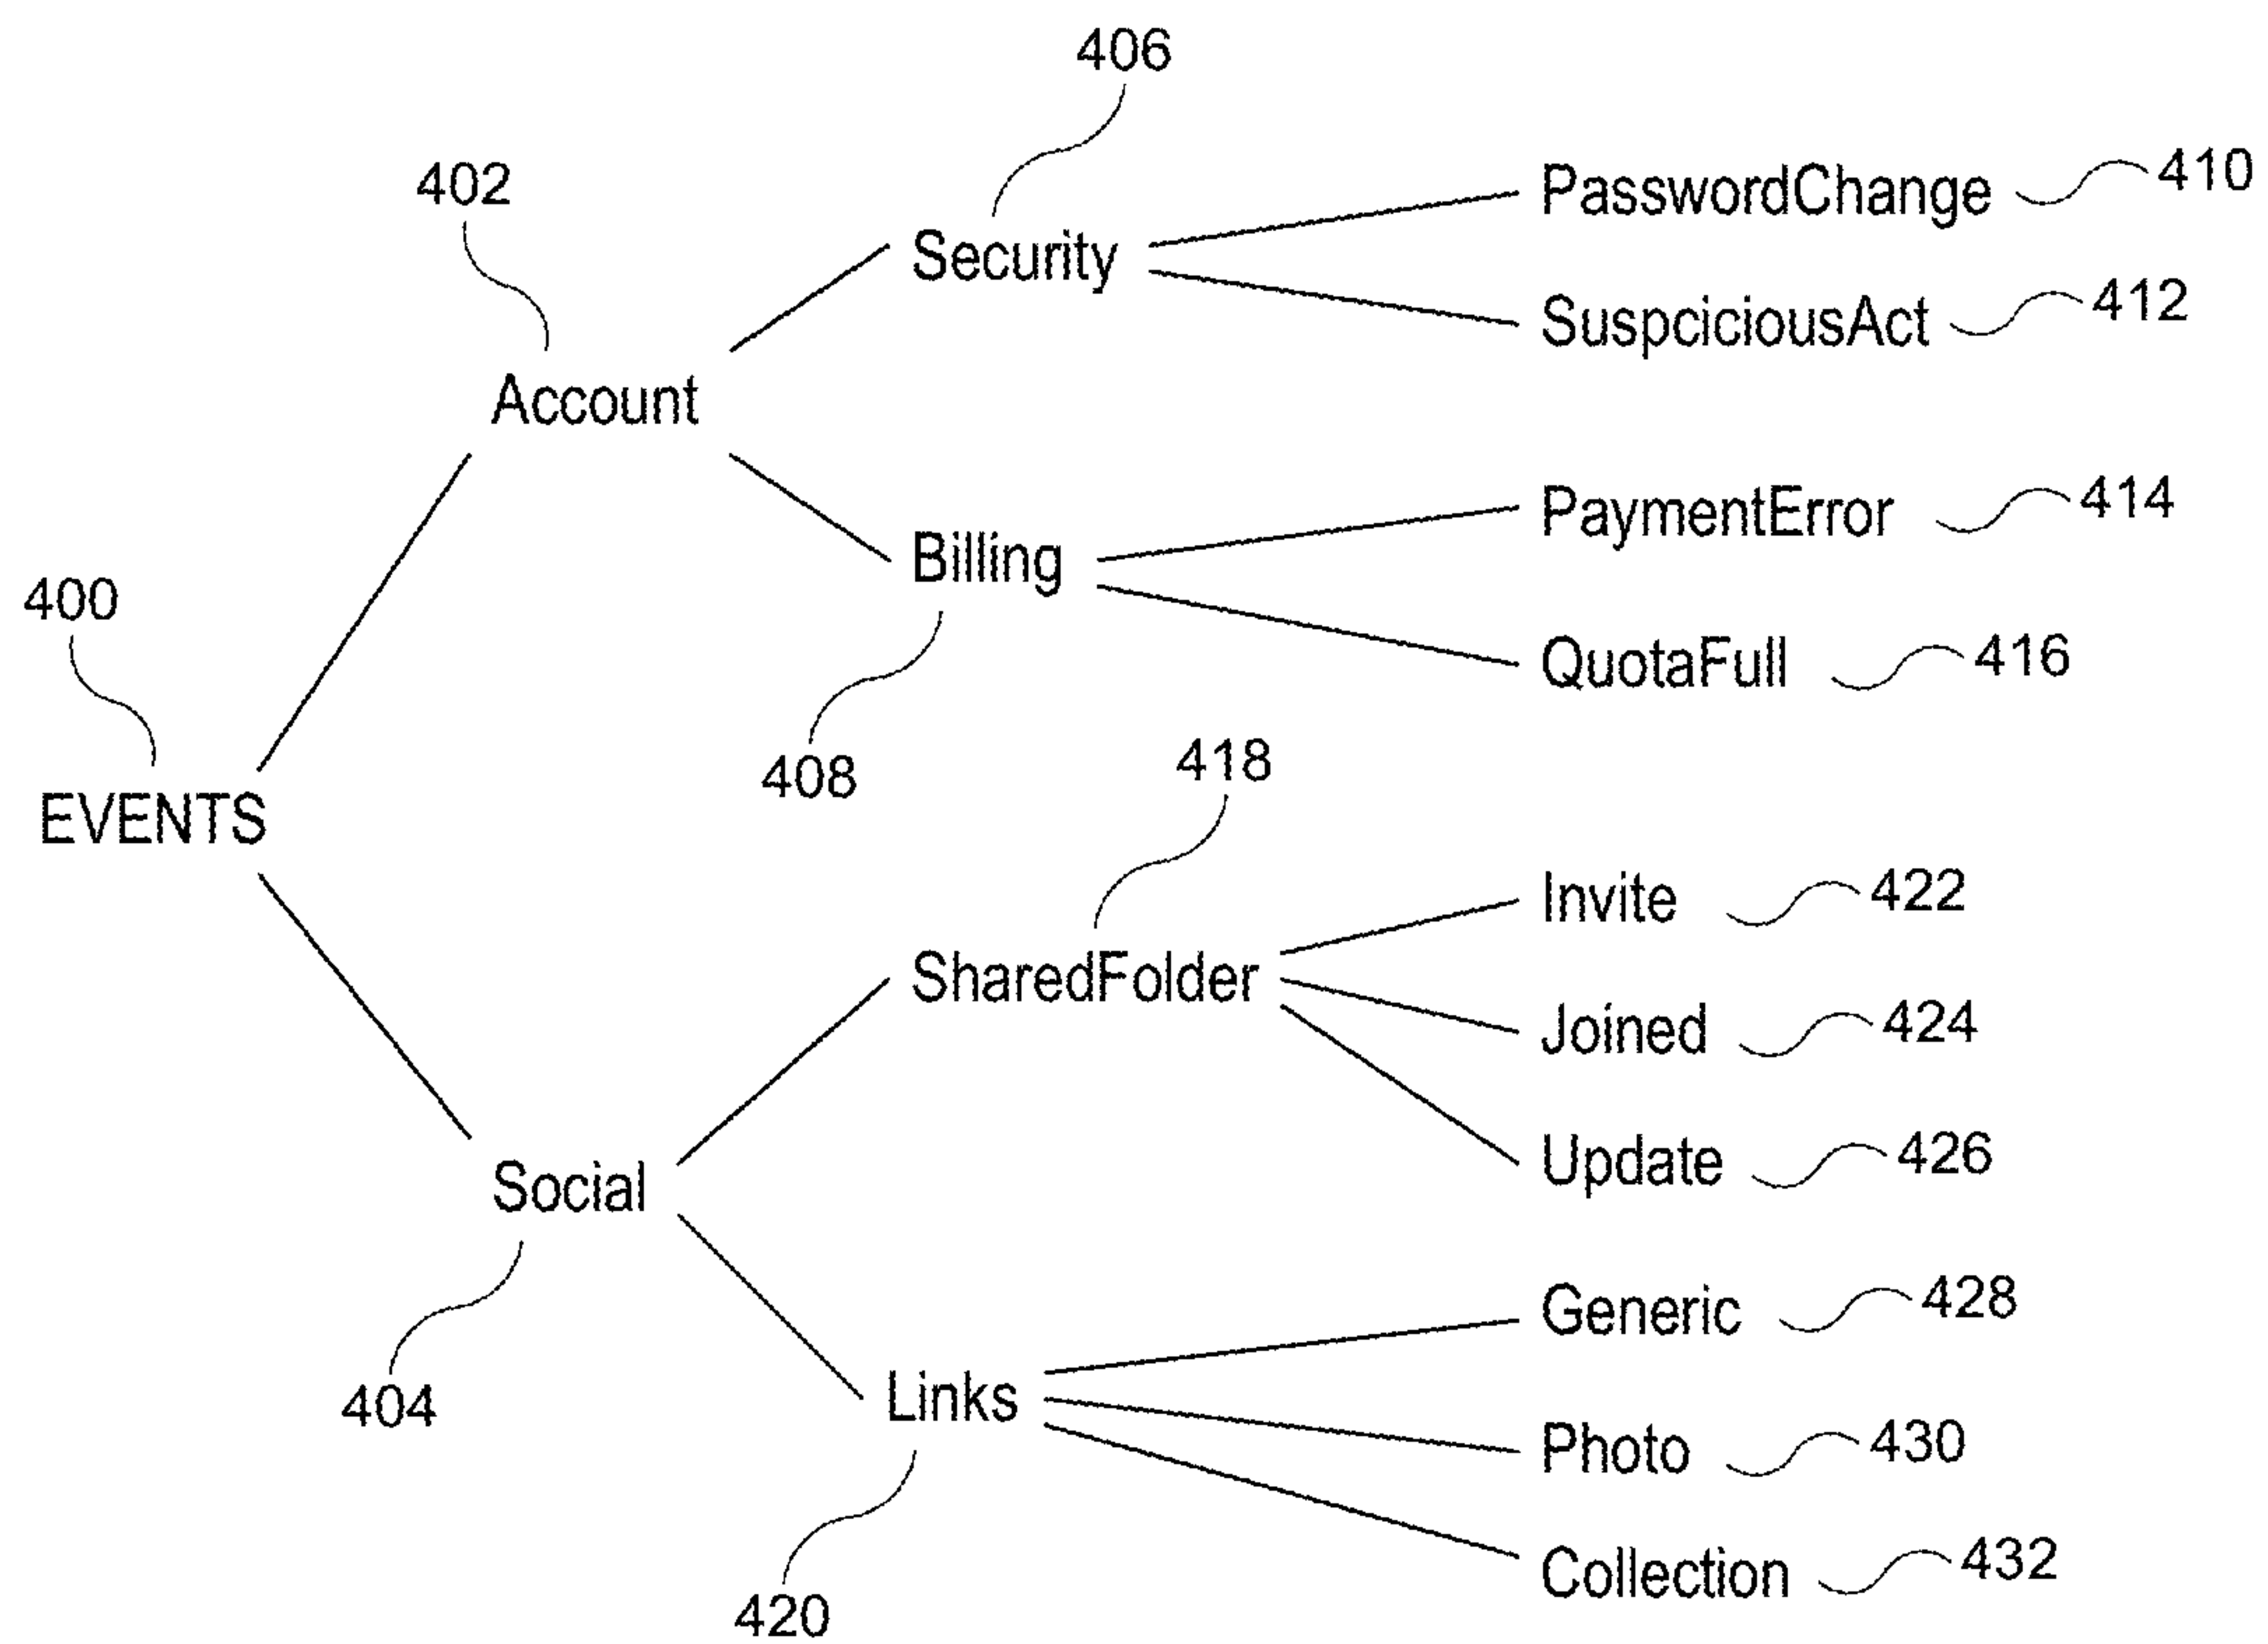 406
402
410
PasswordChange
Security
412
SuspciciousAct
Account
414
PaymentError
Billing
400
416
QuotaFull
408
418
EVENTS
422
Invite
SharedFolder
424
Joined
426
Update
Social
428
Generic
404
Links
430
Photo
432
Collection
420